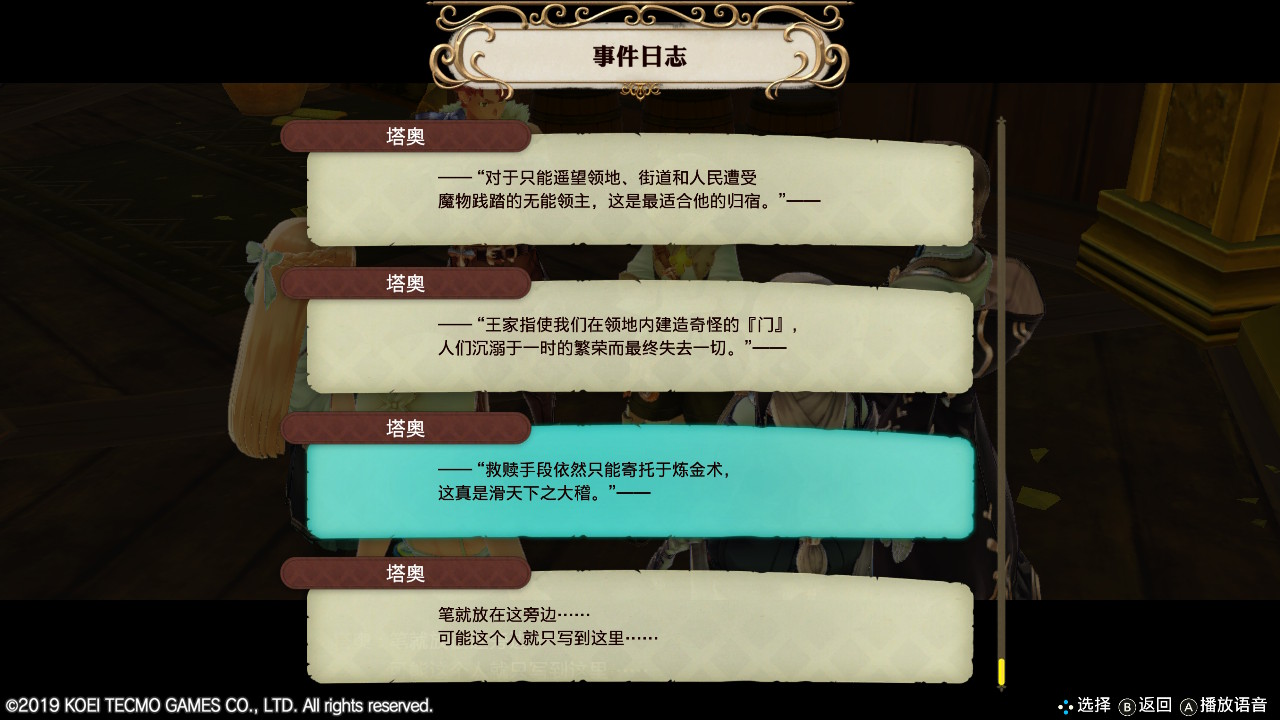 事件日志
塔奥
——“对于只能遥望领地、街道和人民遭受
魔物践踏的无能领主，这是最适合他的归宿。”——
塔奥
——“王家指使我们在领地内建造奇怪的『门』，
人们沉溺于一时的繁荣而最终失去一切。”——
塔奥
——“救赎手段依然只能寄托于炼金术，
这真是滑天下之大稽。”——
塔奥
笔就放在这旁边……
可能这个人就只写到这里……
©2019 KOEI TECMO GAMES CO., LTD. All rights reserved.
选择 B返回 A播放语音